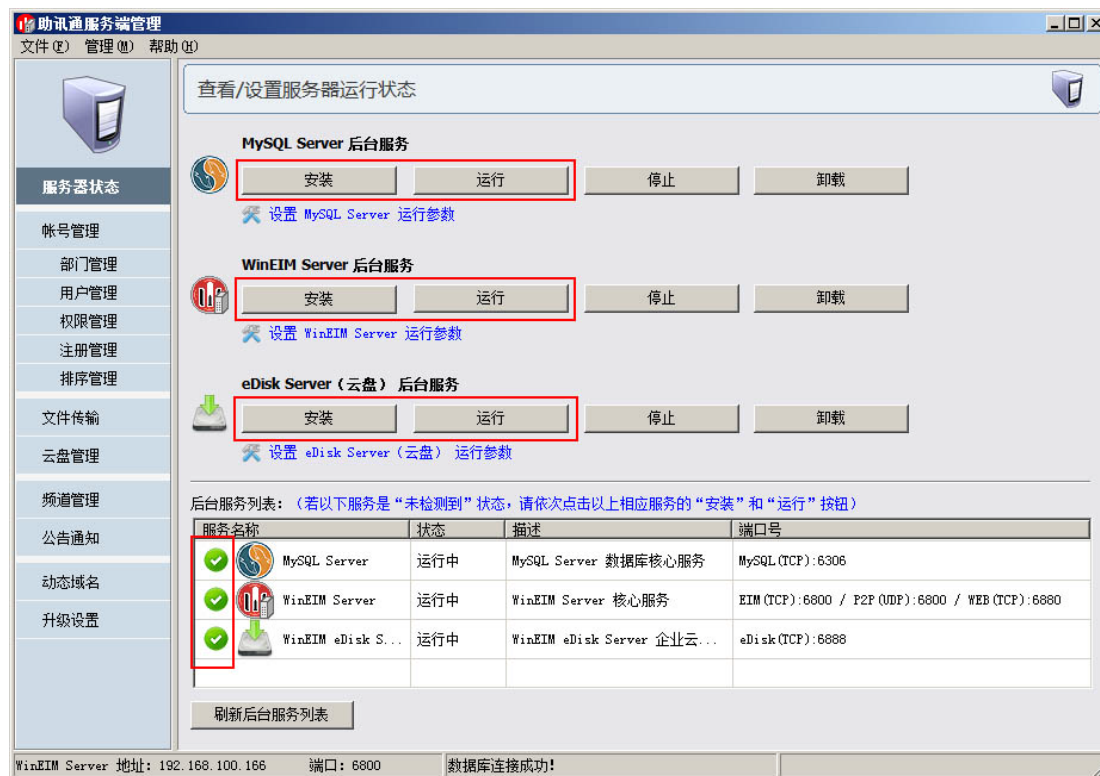 助讯通服务端管理
文件(F) 管理(M) 帮助(H)
查看/设置服务器运行状态
服务器状态
帐号管理
部门管理
用户管理
权限管理
注册管理
排序管理
文件传输
云盘管理
频道管理
公告通知
动态域名
升级设置
MySQL Server 后台服务
安装 运行 停止 卸载
设置 MySQL Server 运行参数
WinEIM Server 后台服务
安装 运行 停止 卸载
设置 WinEIM Server 运行参数
eDisk Server（云盘） 后台服务
安装 运行 停止 卸载
设置 eDisk Server（云盘） 运行参数
后台服务列表：（若以下服务是“未检测到”状态，请依次点击以上相应服务的“安装”和“运行”按钮）
服务名称 状态 描述 端口号
MySQL Server 运行中 MySQL Server 数据库核心服务 MySQL(TCP):6306
WinEIM Server 运行中 WinEIM Server 核心服务 EIM(TCP):6800 / P2P(UDP):6800 / WEB(TCP):6880
WinEIM eDisk S... 运行中 WinEIM eDisk Server 企业云... eDisk(TCP):6888
刷新后台服务列表
WinEIM Server 地址: 192.168.100.166 端口: 6800 数据库连接成功!